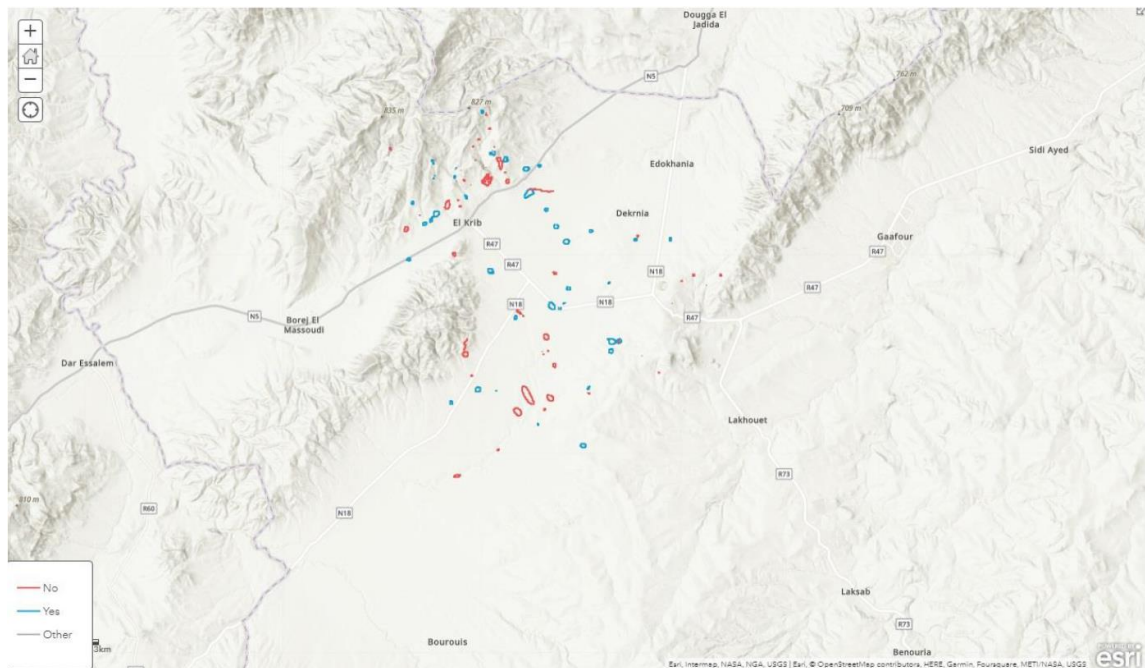 +
Dougga El
Jadida
N5
762 m
827 m
835 m
709 m
Sidi Ayed
Edokhania
Dekrnia
El Krib
Gaafour
R47
R47
R47
N18
R47
N18
N18
N5
Borej El
Massoudi
R47
Dar Essalem
Lakhouet
R73
810 m
R60
N18
No
Yes
Other
3km
Laksab
R73
Bourouis
Benouria
Esri, Intermap, NASA, NGA, USGS | Esri, © OpenStreetMap contributors, HERE, Garmin, Foursquare, METI/NASA, USGS
esri